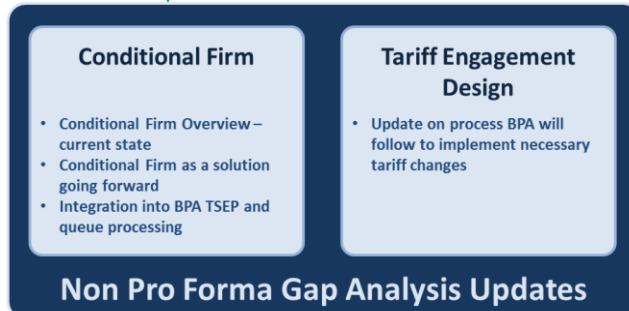 Conditional Firm
• Conditional Firm Overview –
current state
• Conditional Firm as a solution
going forward
• Integration into BPA TSEP and
queue processing
Tariff Engagement
Design
• Update on process BPA will
follow to implement necessary
tariff changes
Non Pro Forma Gap Analysis Updates